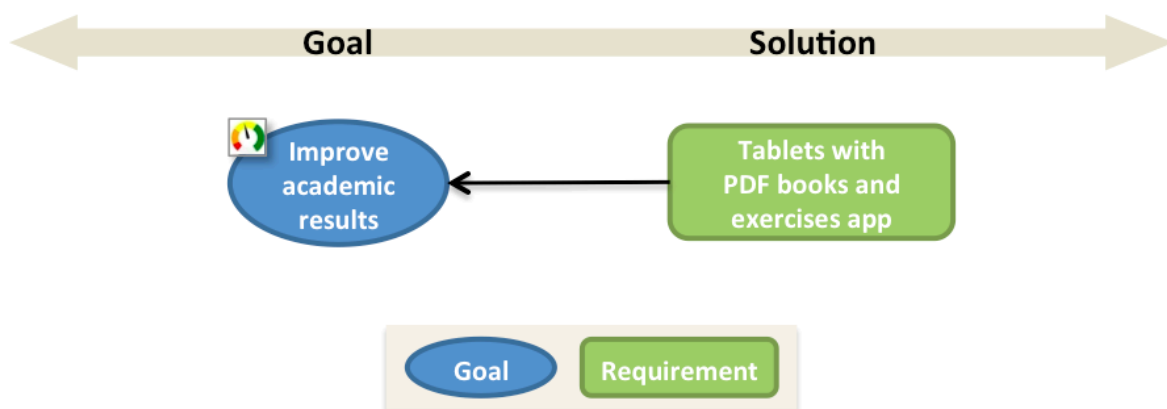 Goal Solution
Improve
academic
results
Tablets with
PDF books and
exercises app
Goal Requirement